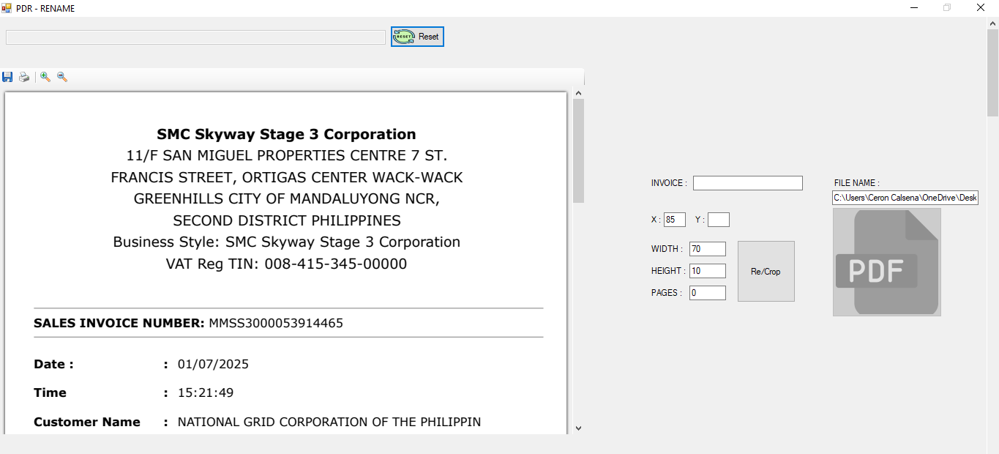 PDR - RENAME
RESET Reset
SMC Skyway Stage 3 Corporation
11/F SAN MIGUEL PROPERTIES CENTRE 7 ST.
FRANCIS STREET, ORTIGAS CENTER WACK-WACK
GREENHILLS CITY OF MANDALUYONG NCR,
SECOND DISTRICT PHILIPPINES
Business Style: SMC Skyway Stage 3 Corporation
VAT Reg TIN: 008-415-345-00000
SALES INVOICE NUMBER: MMSS3000053914465
Date : : 01/07/2025
Time : 15:21:49
Customer Name : NATIONAL GRID CORPORATION OF THE PHILIPPIN
INVOICE :
X : 85 Y :
WIDTH : 70
HEIGHT : 10
PAGES : 0
Re/Crop
FILE NAME :
C:\Users\Ceron Calsena\OneDrive\Desk
PDF